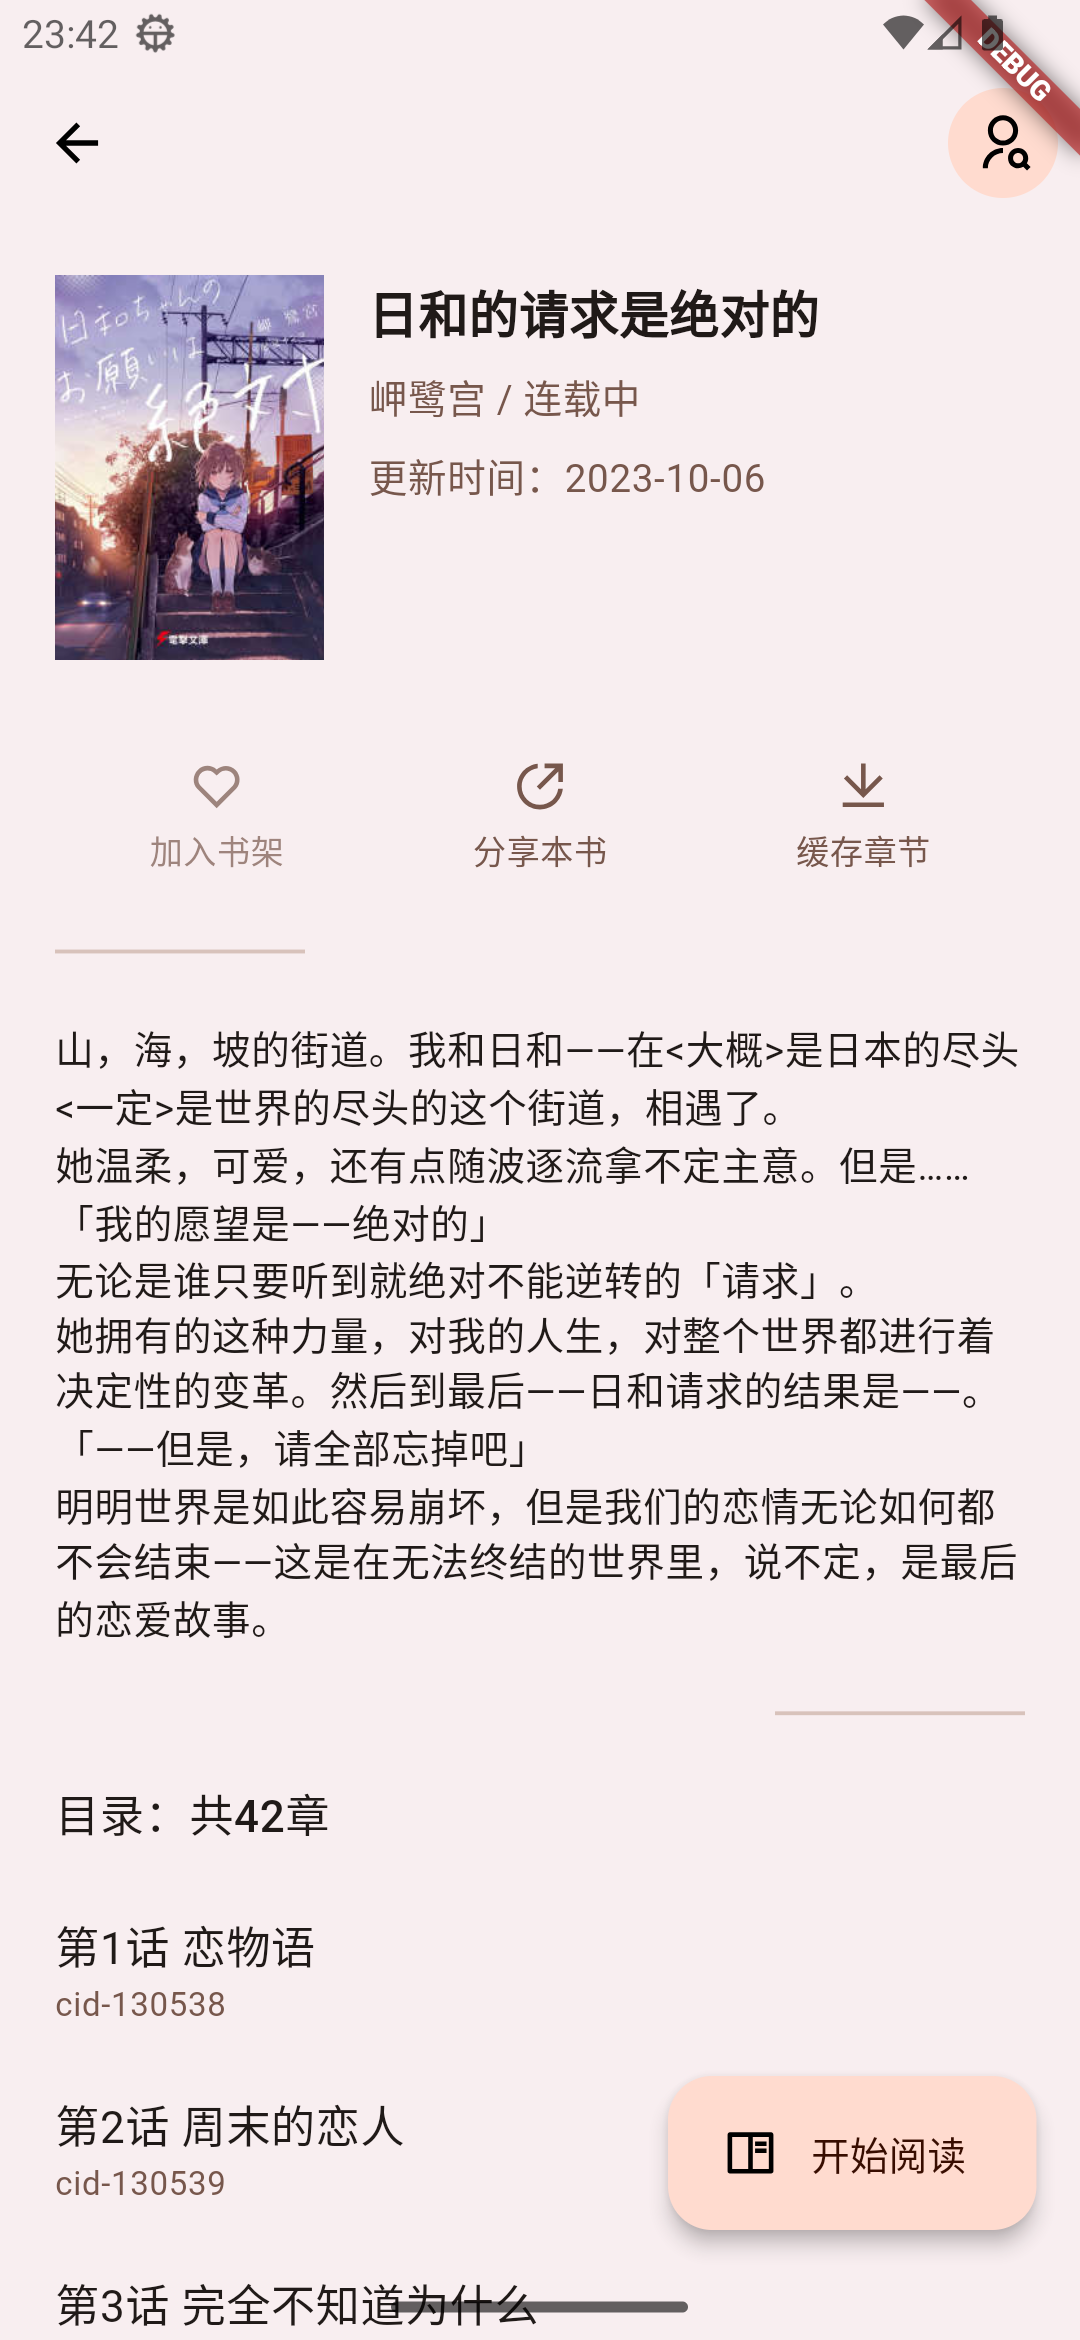 23:42
DEBUG
日和ちゃんの
お願いは
絶対
岬 鷺宮
電撃文庫
日和的请求是绝对的
岬鹭宫 / 连载中
更新时间：2023-10-06
加入书架
分享本书
缓存章节
山，海，坡的街道。我和日和——在<大概>是日本的尽头
<一定>是世界的尽头的这个街道，相遇了。
她温柔，可爱，还有点随波逐流拿不定主意。但是……
「我的愿望是——绝对的」
无论是谁只要听到就绝对不能逆转的「请求」。
她拥有的这种力量，对我的人生，对整个世界都进行着
决定性的变革。然后到最后——日和请求的结果是——。
「——但是，请全部忘掉吧」
明明世界是如此容易崩坏，但是我们的恋情无论如何都
不会结束——这是在无法终结的世界里，说不定，是最后
的恋爱故事。
目录：共42章
第1话 恋物语
cid-130538
第2话 周末的恋人
cid-130539
开始阅读
第3话 完全不知道为什么